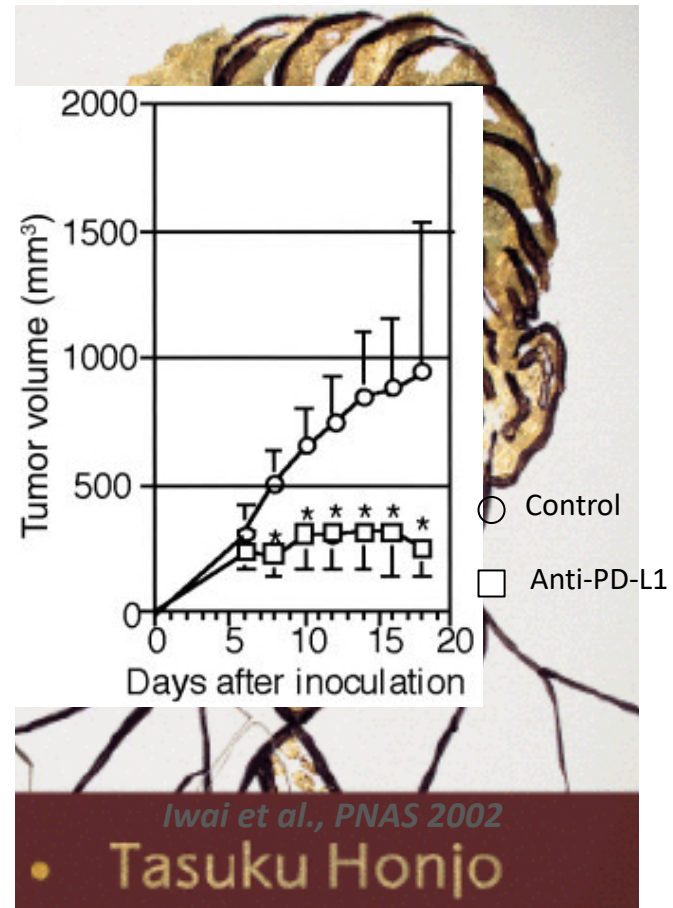 2000
1500
1000
500
0
Tumor volume (mm³)
* * * * * * *
0 5 10 15 20
Days after inoculation
Control
Anti-PD-L1
Iwai et al., PNAS 2002
• Tasuku Honjo